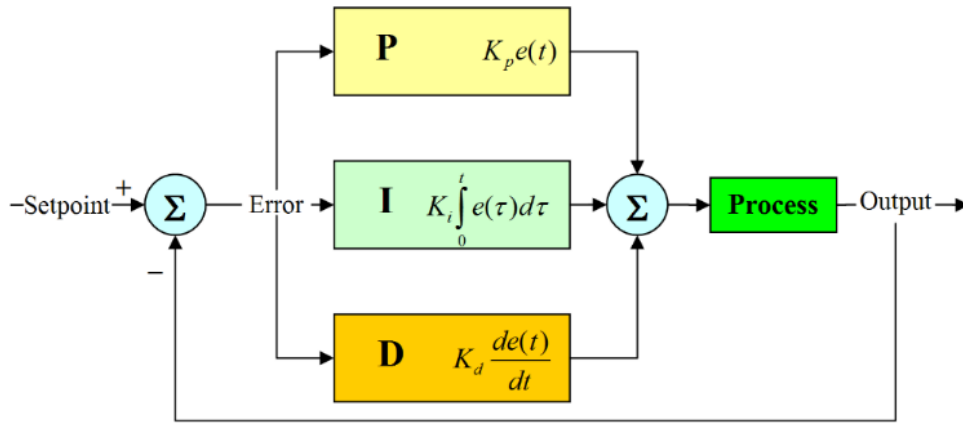 P K_p e(t)
–Setpoint
+
Σ
−
Error
I K_i ∫_0^t e(τ)dτ
Σ
Process
Output
D K_d de(t)/dt